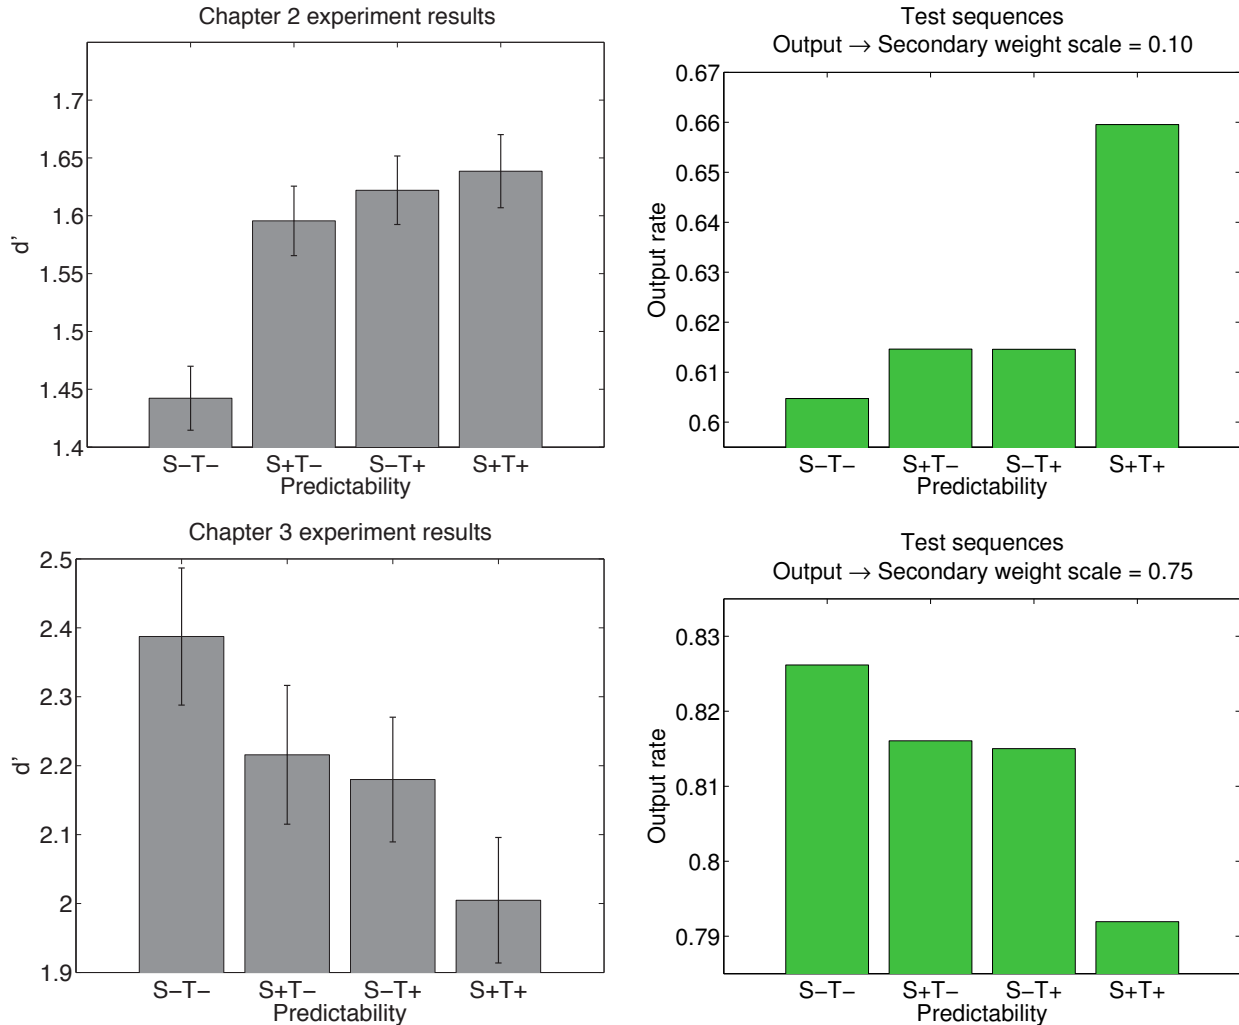 Chapter 2 experiment results
d'
1.7
1.65
1.6
1.55
1.5
1.45
1.4
S−T− S+T− S−T+ S+T+
Predictability
Test sequences
Output → Secondary weight scale = 0.10
Output rate
0.67
0.66
0.65
0.64
0.63
0.62
0.61
0.6
S−T− S+T− S−T+ S+T+
Predictability
Chapter 3 experiment results
d'
2.5
2.4
2.3
2.2
2.1
2
1.9
S−T− S+T− S−T+ S+T+
Predictability
Test sequences
Output → Secondary weight scale = 0.75
Output rate
0.83
0.82
0.81
0.8
0.79
S−T− S+T− S−T+ S+T+
Predictability